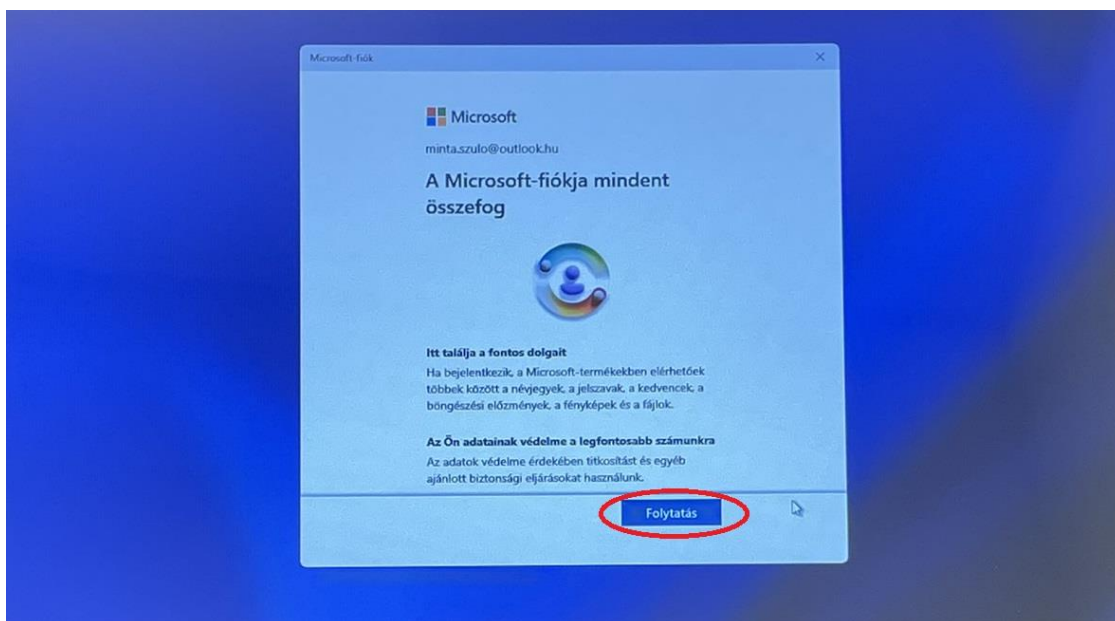 Microsoft-fiók
Microsoft
minta.szulo@outlook.hu
A Microsoft-fiókja mindent
összefog
Itt találja a fontos dolgait
Ha bejelentkezik, a Microsoft-termékekben elérhetőek
többek között a névjegyek, a jelszavak, a kedvencek, a
böngészési előzmények, a fényképek és a fájlok.
Az Ön adatainak védelme a legfontosabb számunkra
Az adatok védelme érdekében titkosítást és egyéb
ajánlott biztonsági eljárásokat használunk.
Folytatás